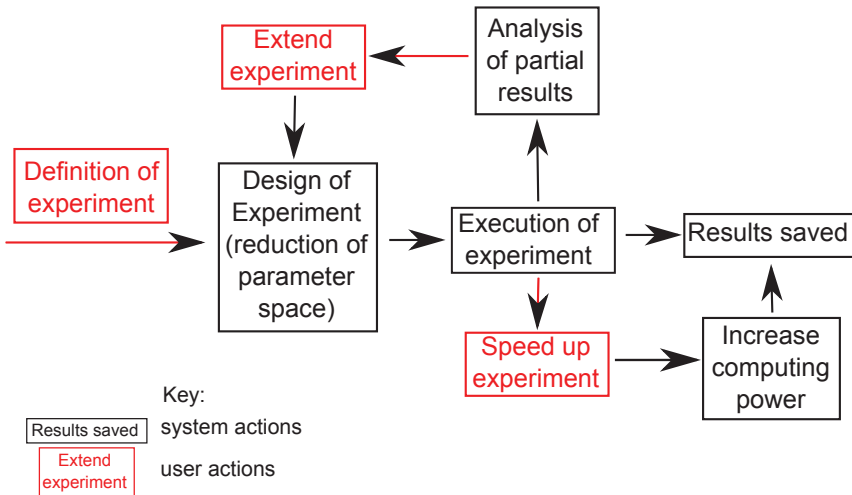 Extend
experiment
Analysis
of partial
results
Definition of
experiment
Design of
Experiment
(reduction of
parameter
space)
Execution of
experiment
Results saved
Speed up
experiment
Increase
computing
power
Key:
Results saved
system actions
Extend
experiment
user actions